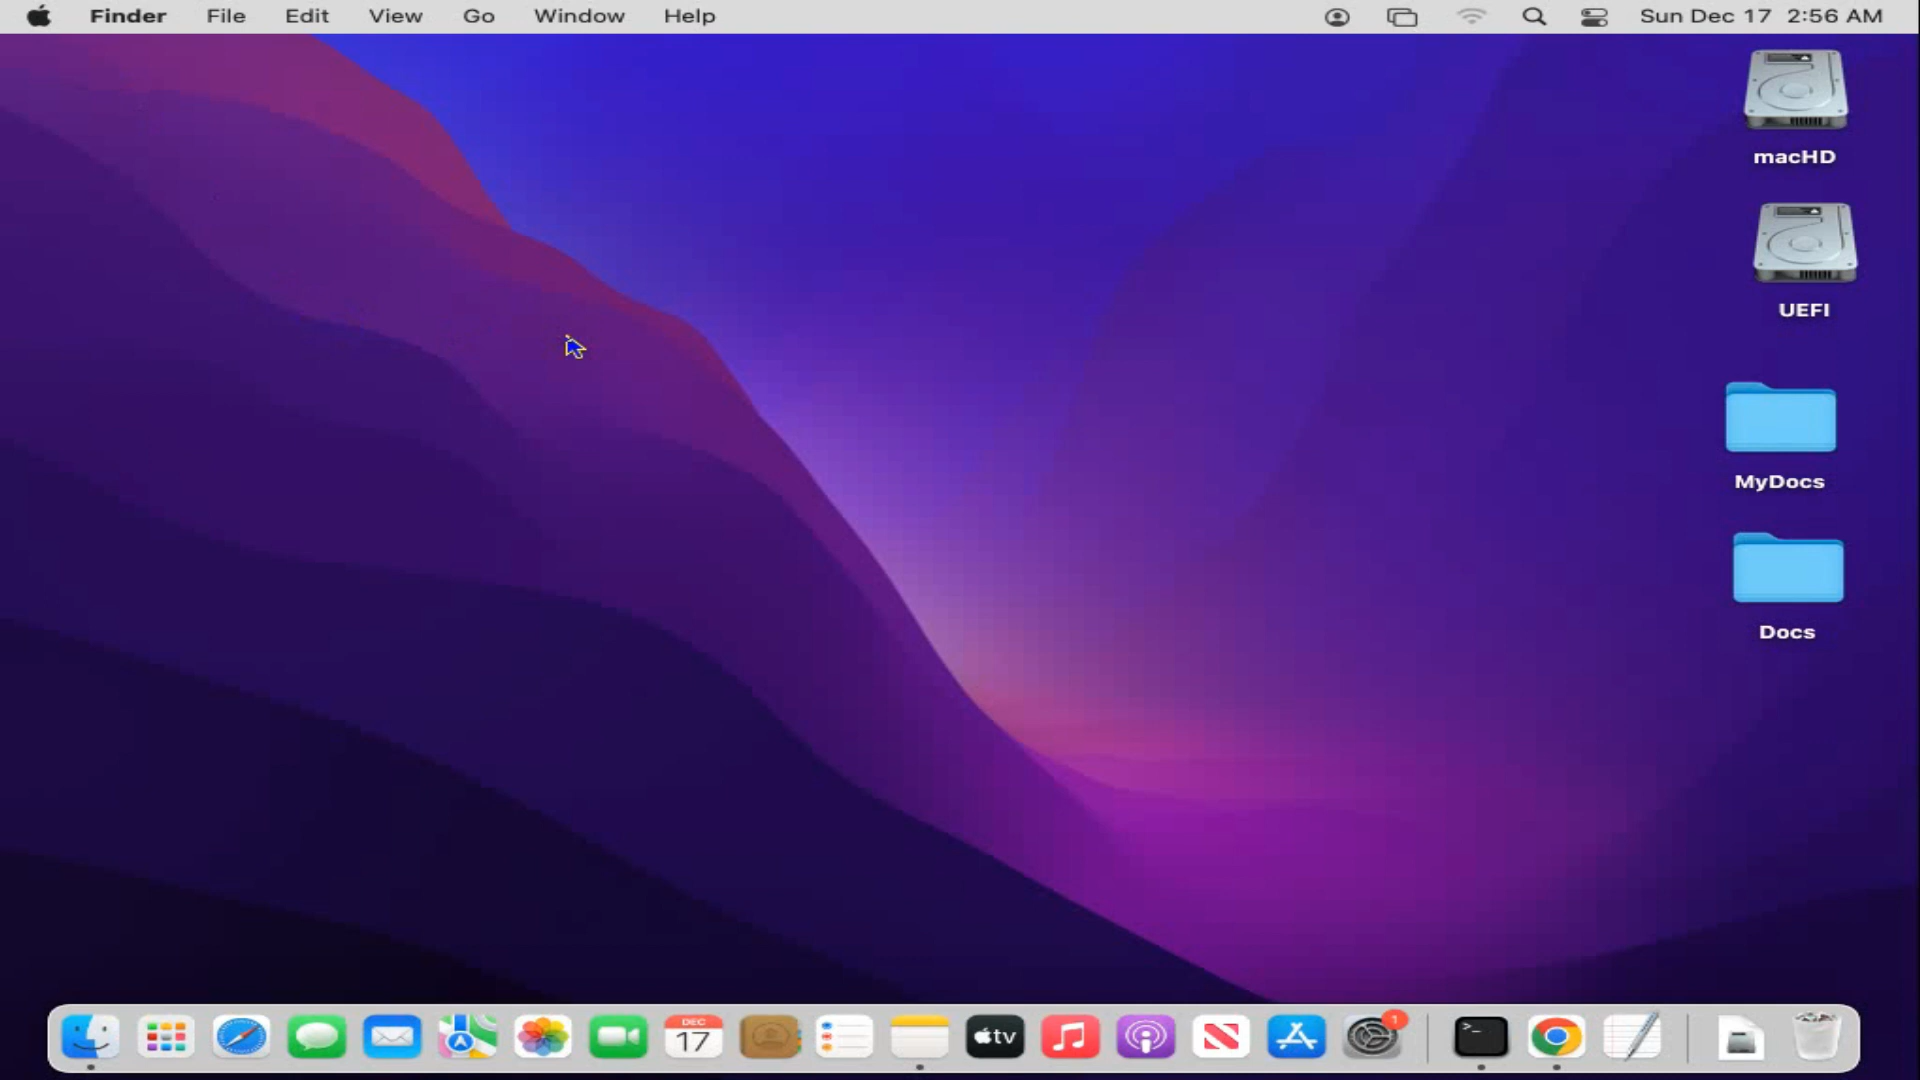 Finder File Edit View Go Window Help Sun Dec 17 2:56 AM
macHD
UEFI
MyDocs
Docs
DEC
17
tv
1
>_